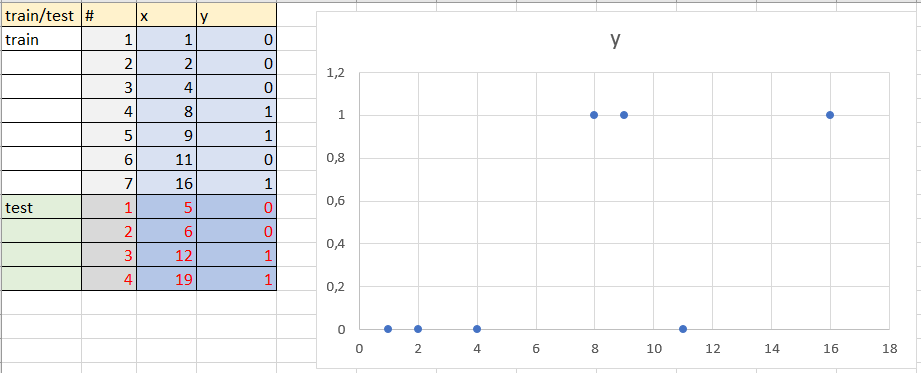 train/test # x y
train 1 1 0
2 2 0
3 4 0
4 8 1
5 9 1
6 11 0
7 16 1
test 1 5 0
2 6 0
3 12 1
4 19 1
y
1,2
1
0,8
0,6
0,4
0,2
0
0 2 4 6 8 10 12 14 16 18